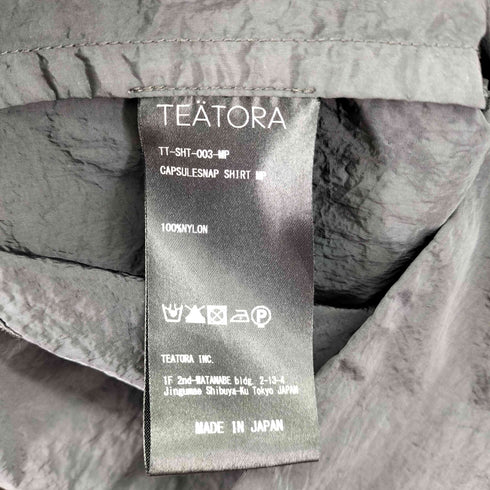 TEÄTORA
TT-SHT-003-MP
CAPSULESNAP SHIRT MP
100%NYLON
TEATORA INC.
1F 2nd-WATANABE bldg. 2-13-4
Jingumae Shibuya-Ku Tokyo JAPAN
MADE IN JAPAN